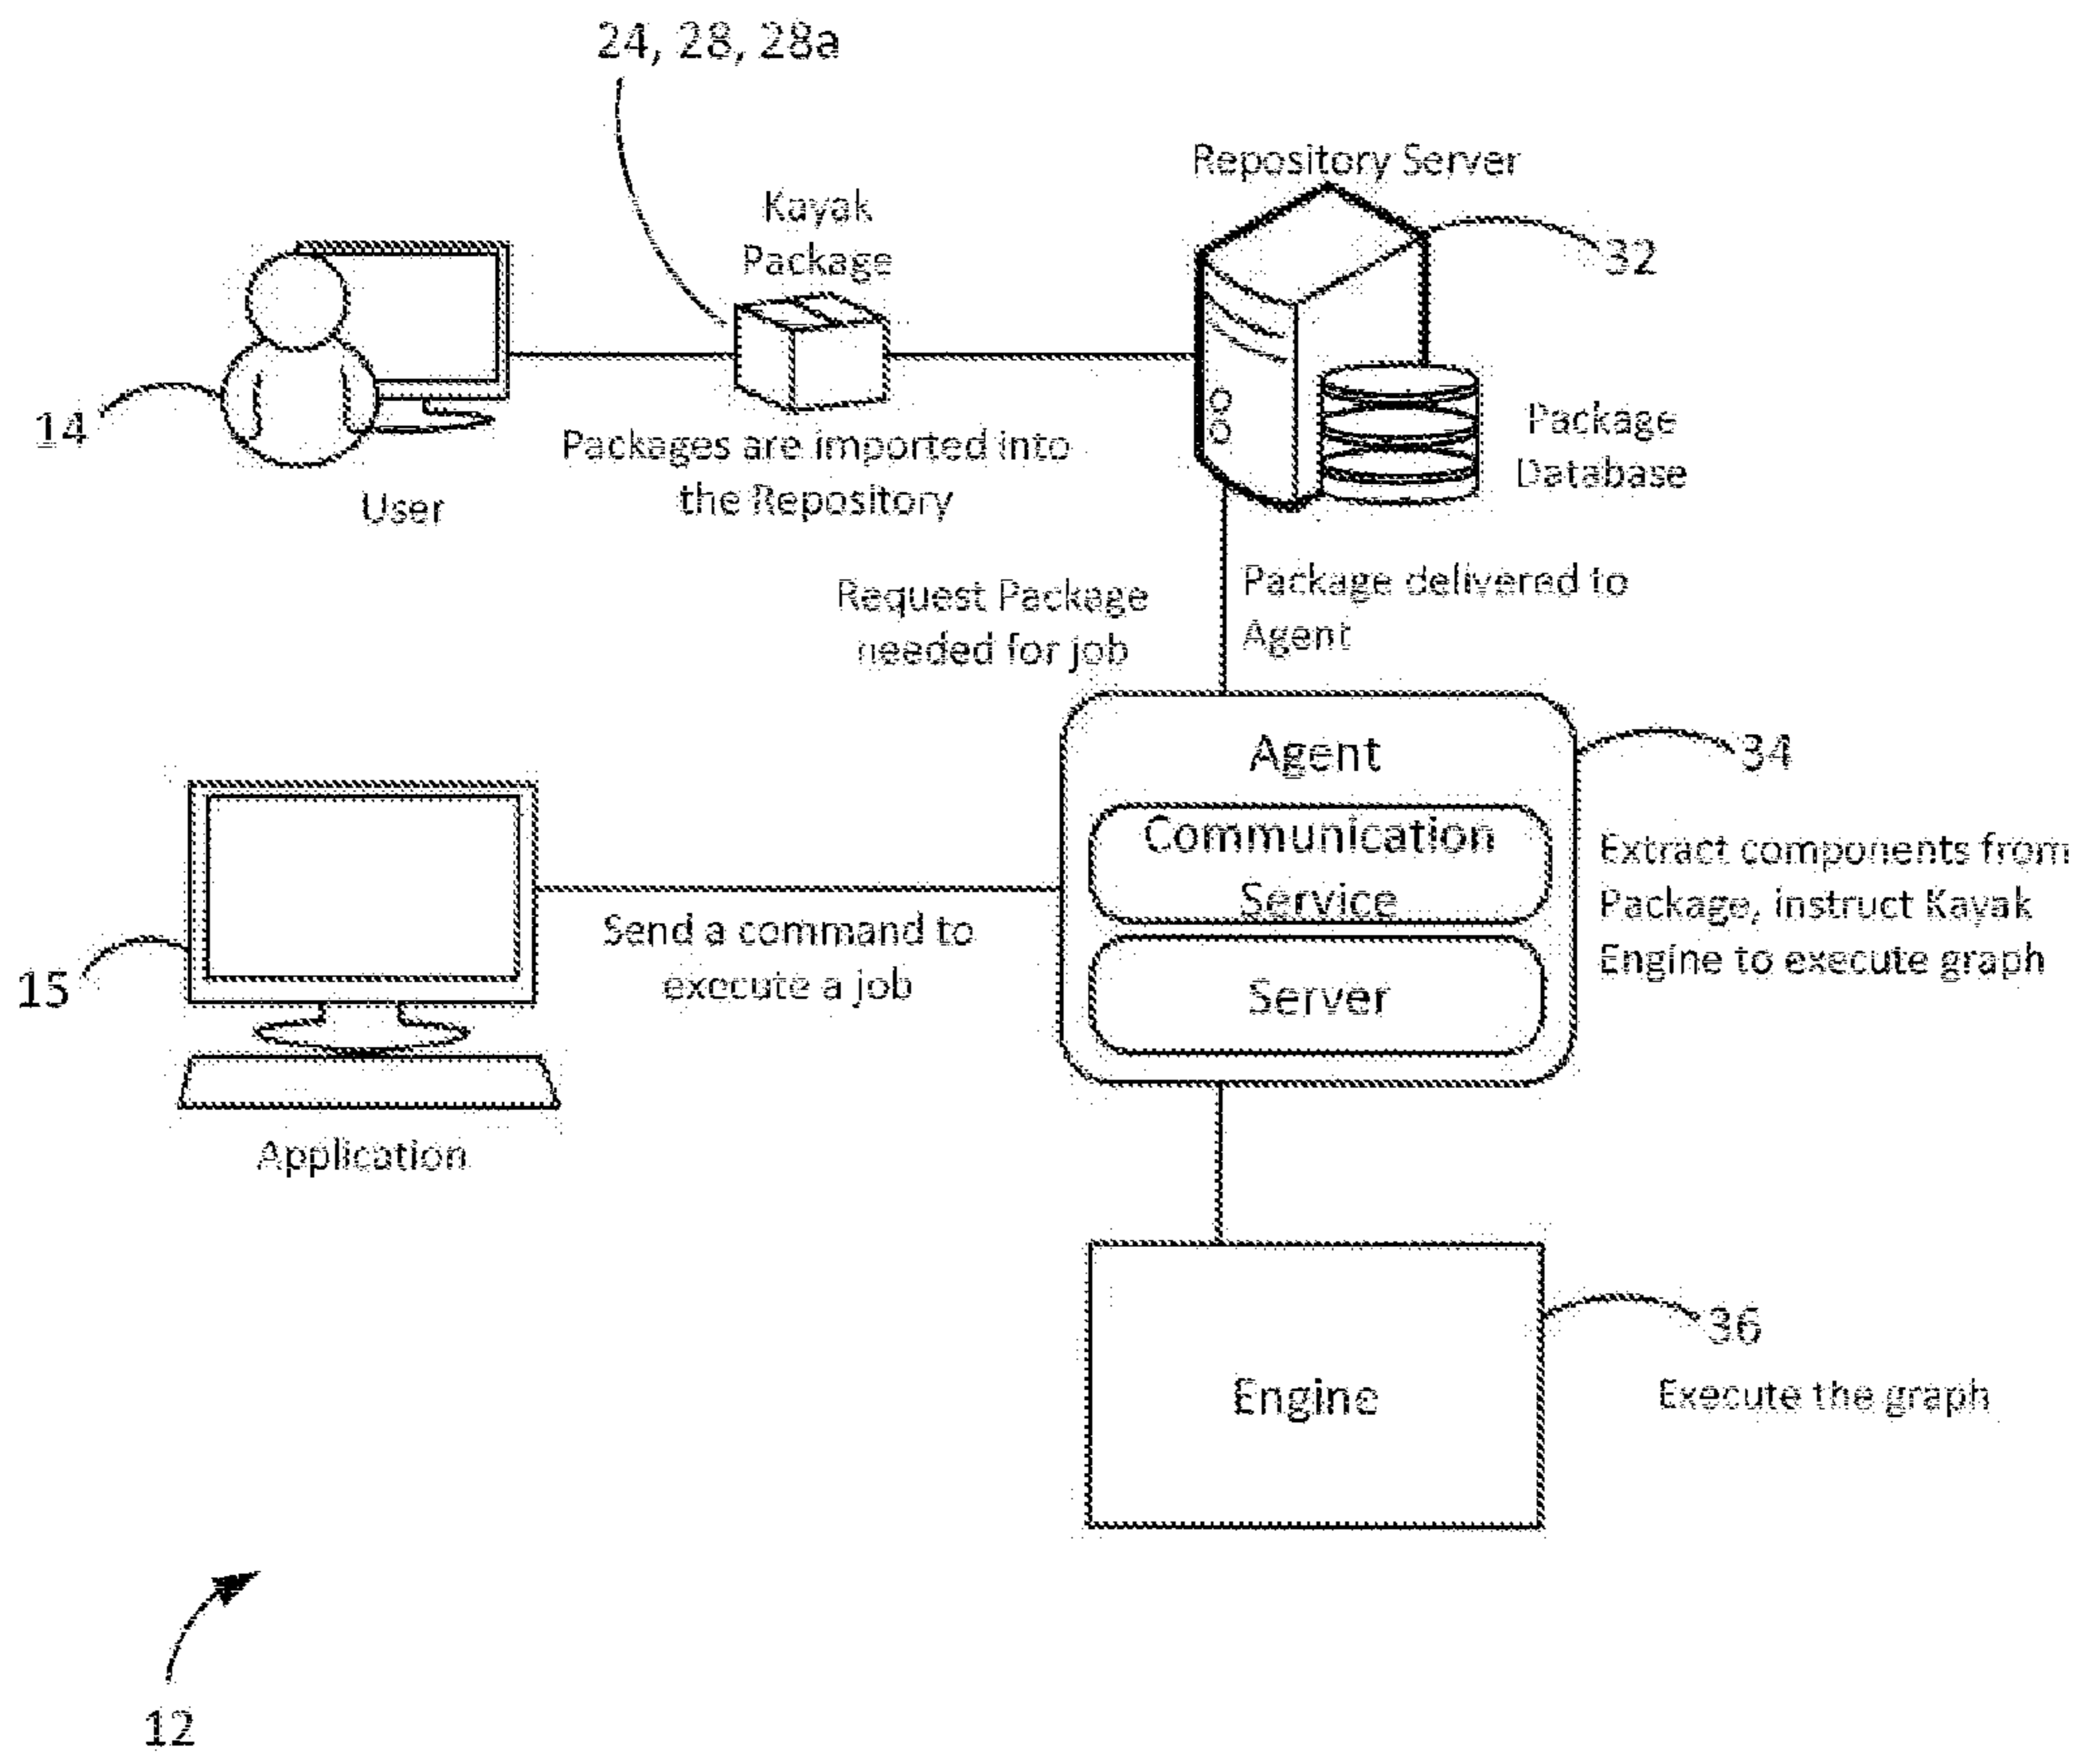 24, 28, 28a
Repository Server
32
Kayak
Package
14
User
Packages are imported into
the Repository
Package
Database
Request Package
needed for job
Package delivered to
Agent
Agent
34
Communication
Service
Server
Extract components from
Package, instruct Kayak
Engine to execute graph
15
Send a command to
execute a job
Application
Engine
36
Execute the graph
12